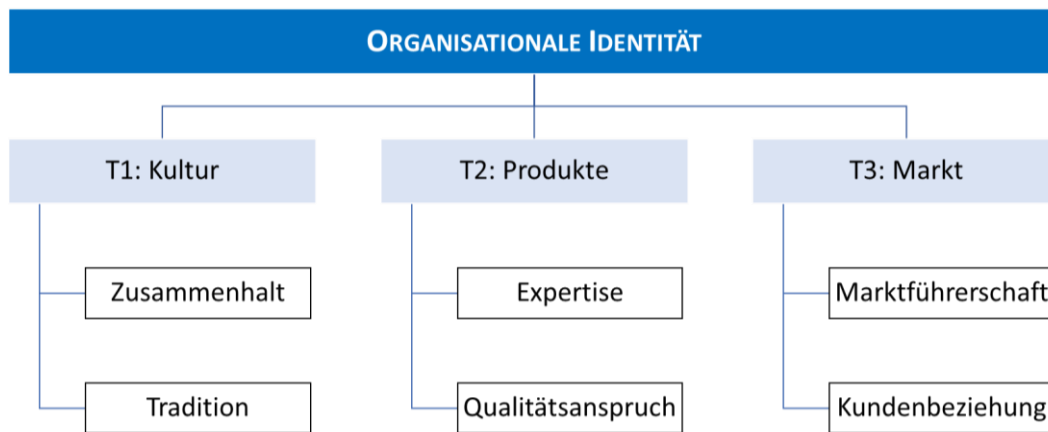 ORGANISATIONALE IDENTITÄT
T1: Kultur
Zusammenhalt
Tradition
T2: Produkte
Expertise
Qualitätsanspruch
T3: Markt
Marktführerschaft
Kundenbeziehung